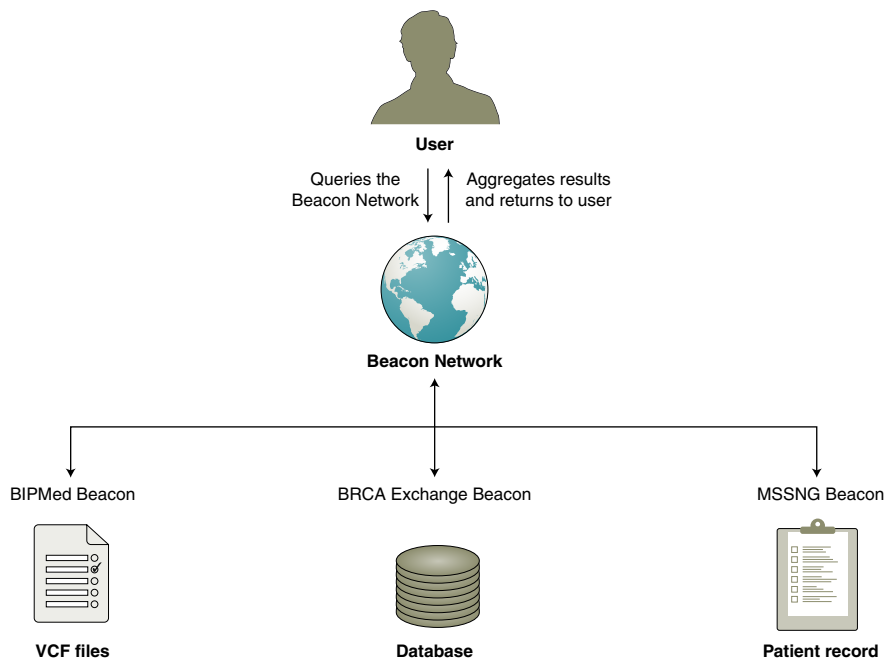 User
Queries the
Beacon Network
Aggregates results
and returns to user
Beacon Network
BIPMed Beacon
BRCA Exchange Beacon
MSSNG Beacon
VCF files
Database
Patient record